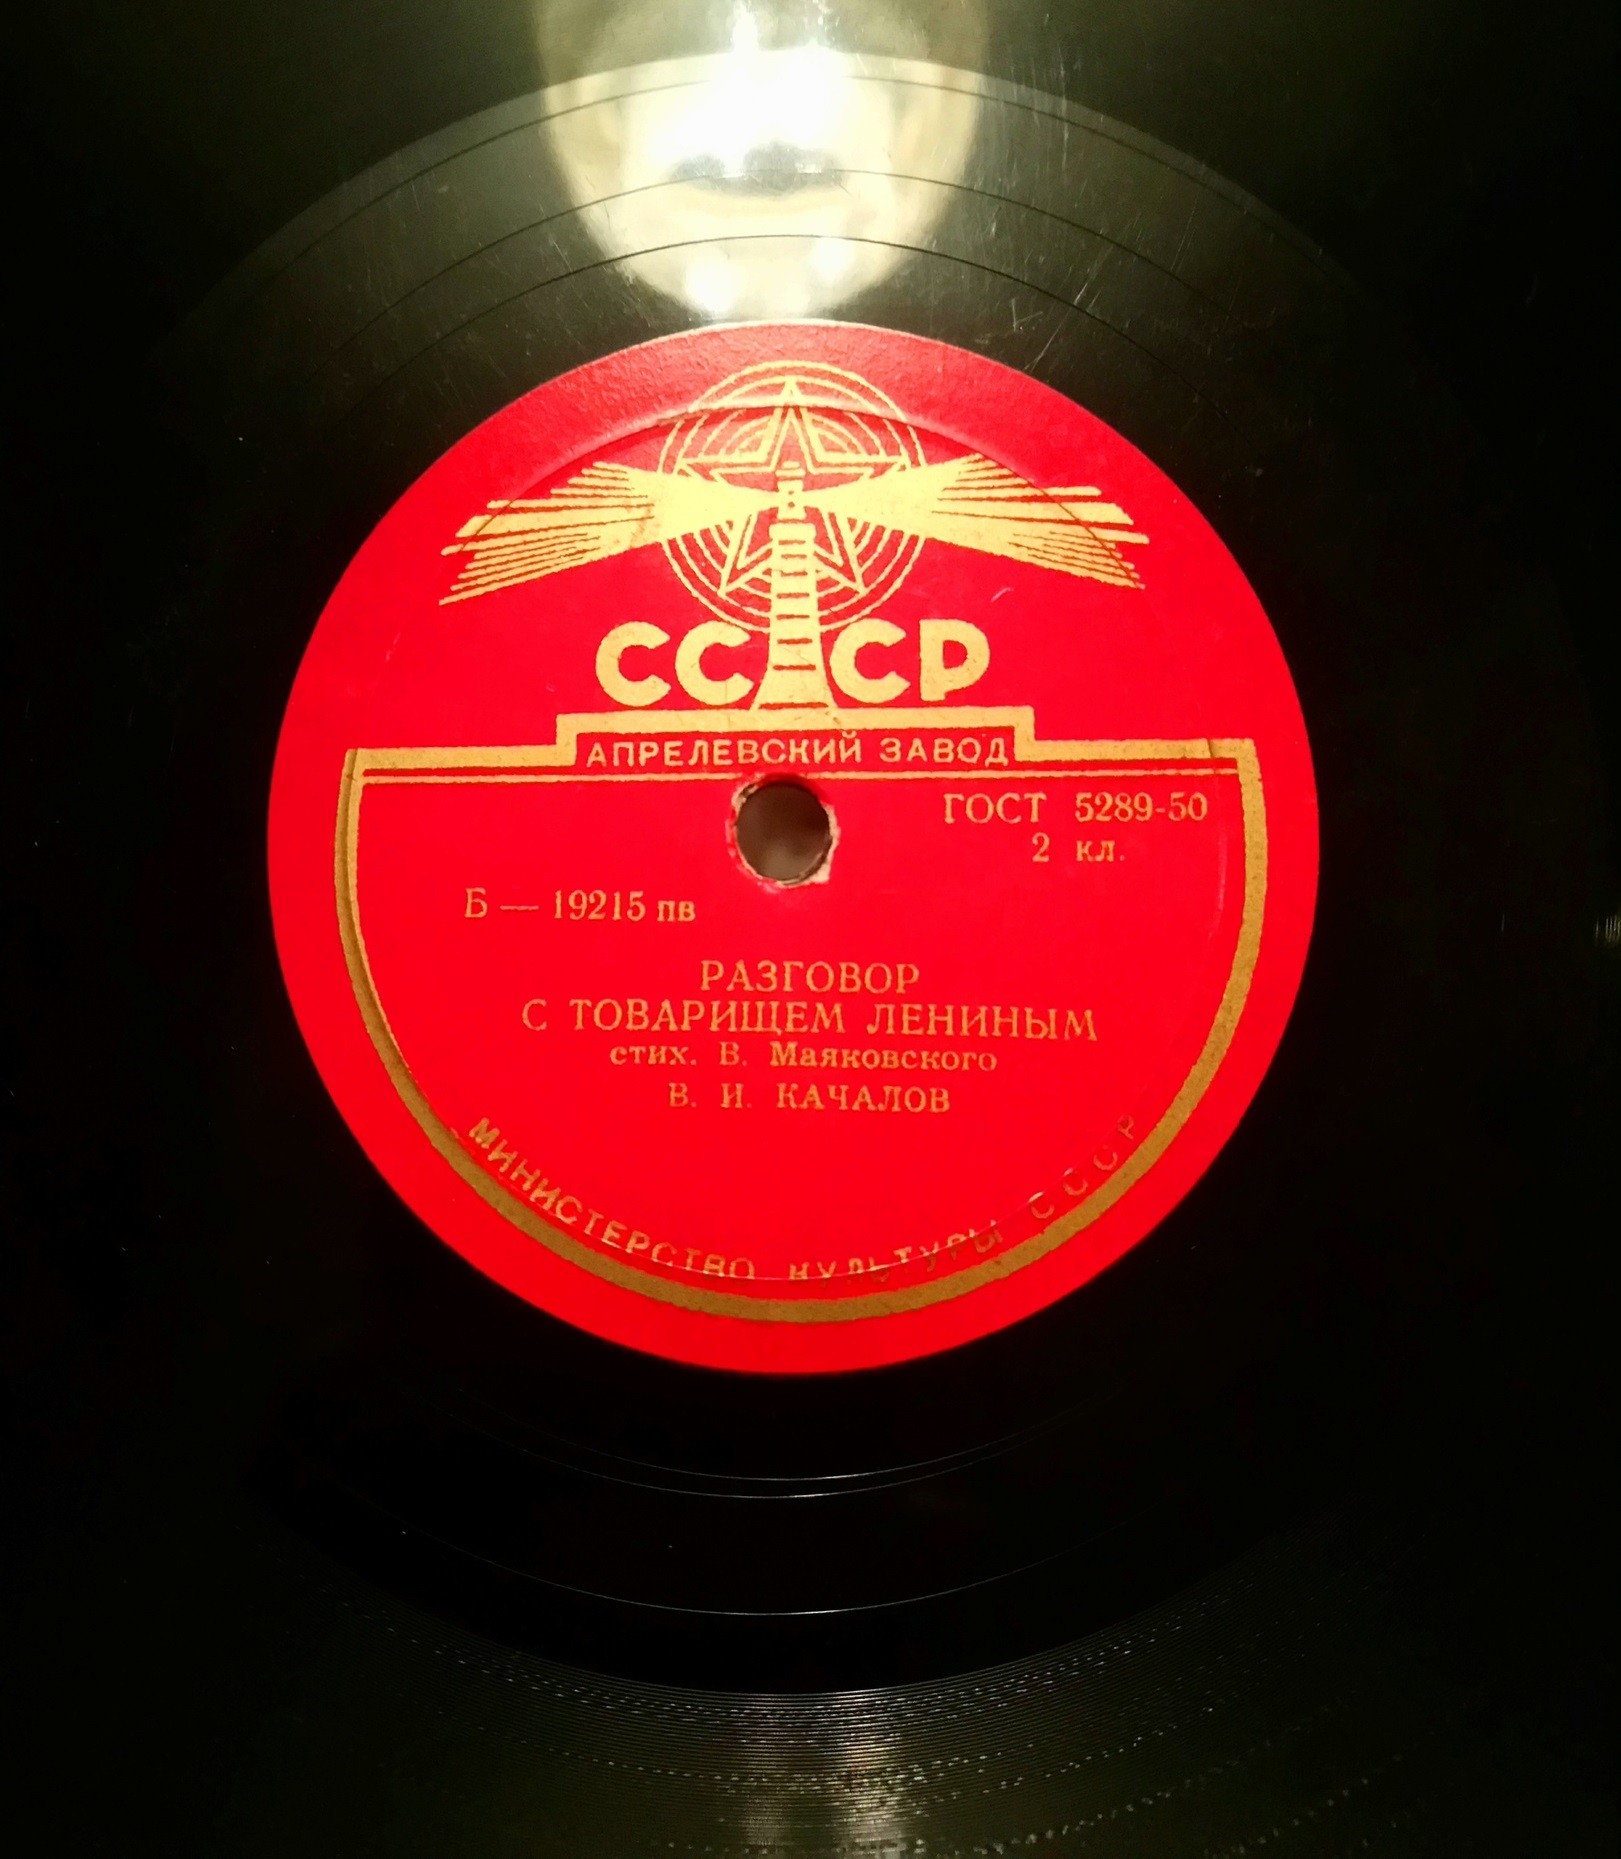 СССР
АПРЕЛЕВСКИЙ ЗАВОД
ГОСТ 5289-50
2 кл.
Б — 19215 пв
РАЗГОВОР
С ТОВАРИЩЕМ ЛЕНИНЫМ
стих. В. Маяковского
В. И. КАЧАЛОВ
МИНИСТЕРСТВО КУЛЬТУРЫ СССР